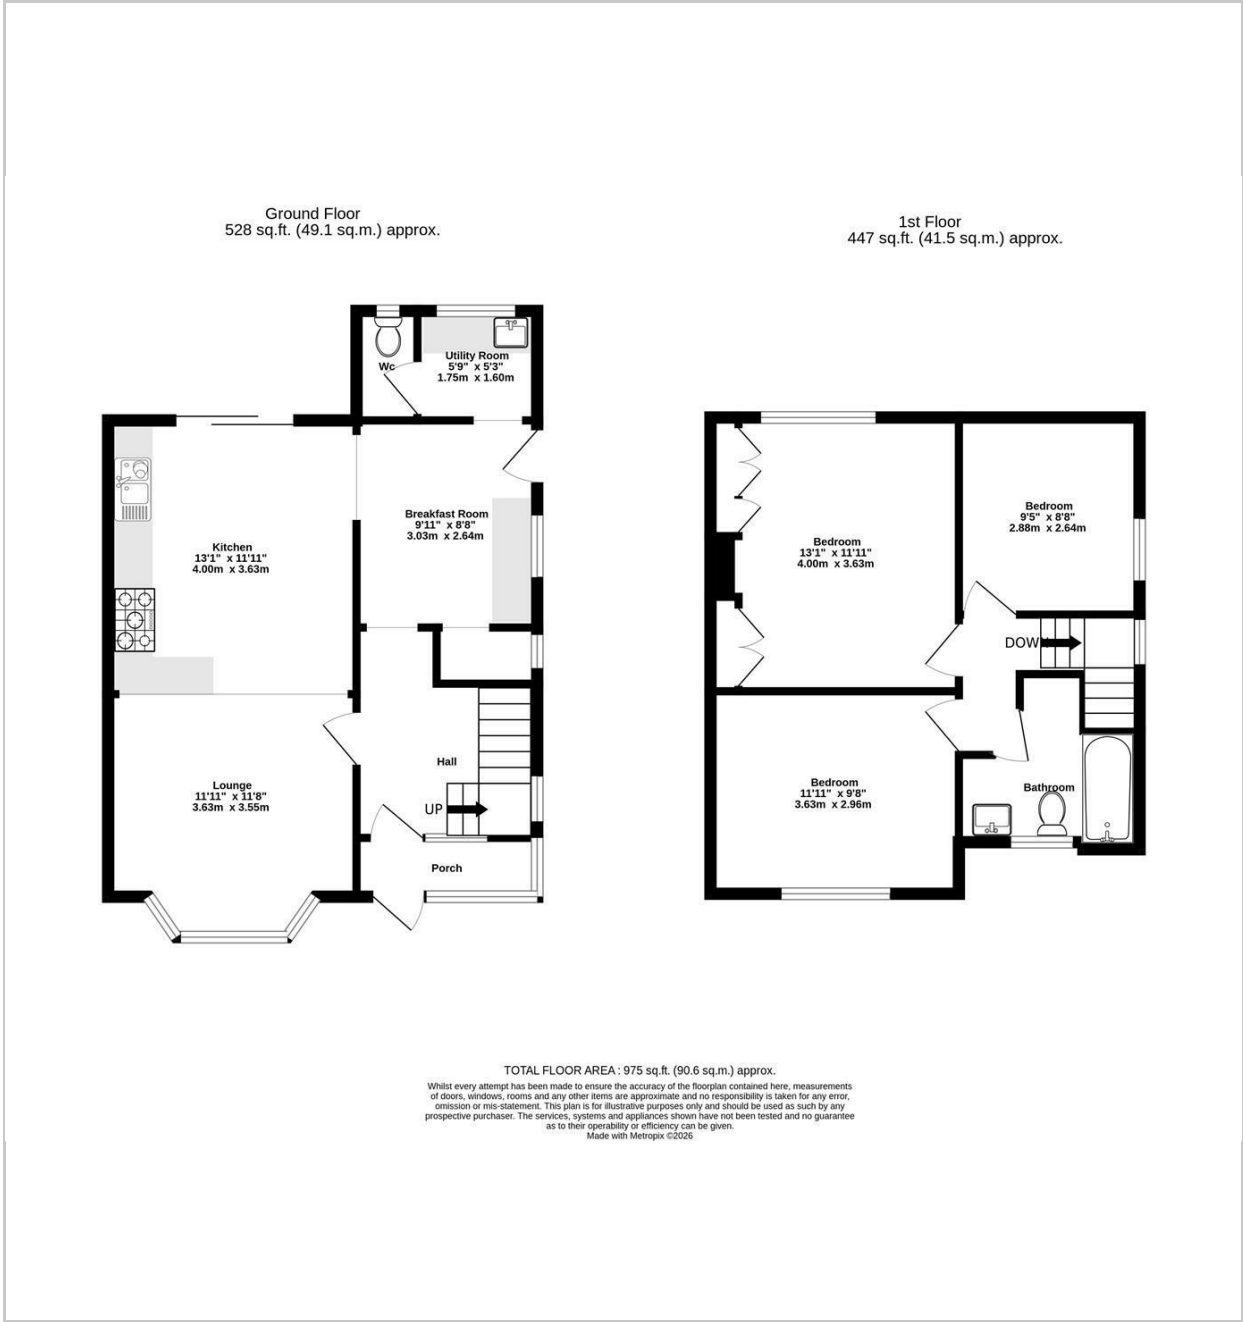 Ground Floor
528 sq.ft. (49.1 sq.m.) approx.
1st Floor
447 sq.ft. (41.5 sq.m.) approx.
Wc
Utility Room
5'9" x 5'3"
1.75m x 1.60m
Breakfast Room
9'11" x 8'8"
3.03m x 2.64m
Kitchen
13'1" x 11'11"
4.00m x 3.63m
Lounge
11'11" x 11'8"
3.63m x 3.55m
Hall
UP
Porch
Bedroom
13'1" x 11'11"
4.00m x 3.63m
Bedroom
9'5" x 8'8"
2.88m x 2.64m
DOWN
Bedroom
11'11" x 9'8"
3.63m x 2.96m
Bathroom
TOTAL FLOOR AREA : 975 sq.ft. (90.6 sq.m.) approx.
Whilst every attempt has been made to ensure the accuracy of the floorplan contained here, measurements
of doors, windows, rooms and any other items are approximate and no responsibility is taken for any error,
omission or mis-statement. This plan is for illustrative purposes only and should be used as such by any
prospective purchaser. The services, systems and appliances shown have not been tested and no guarantee
as to their operability or efficiency can be given.
Made with Metropix ©2026